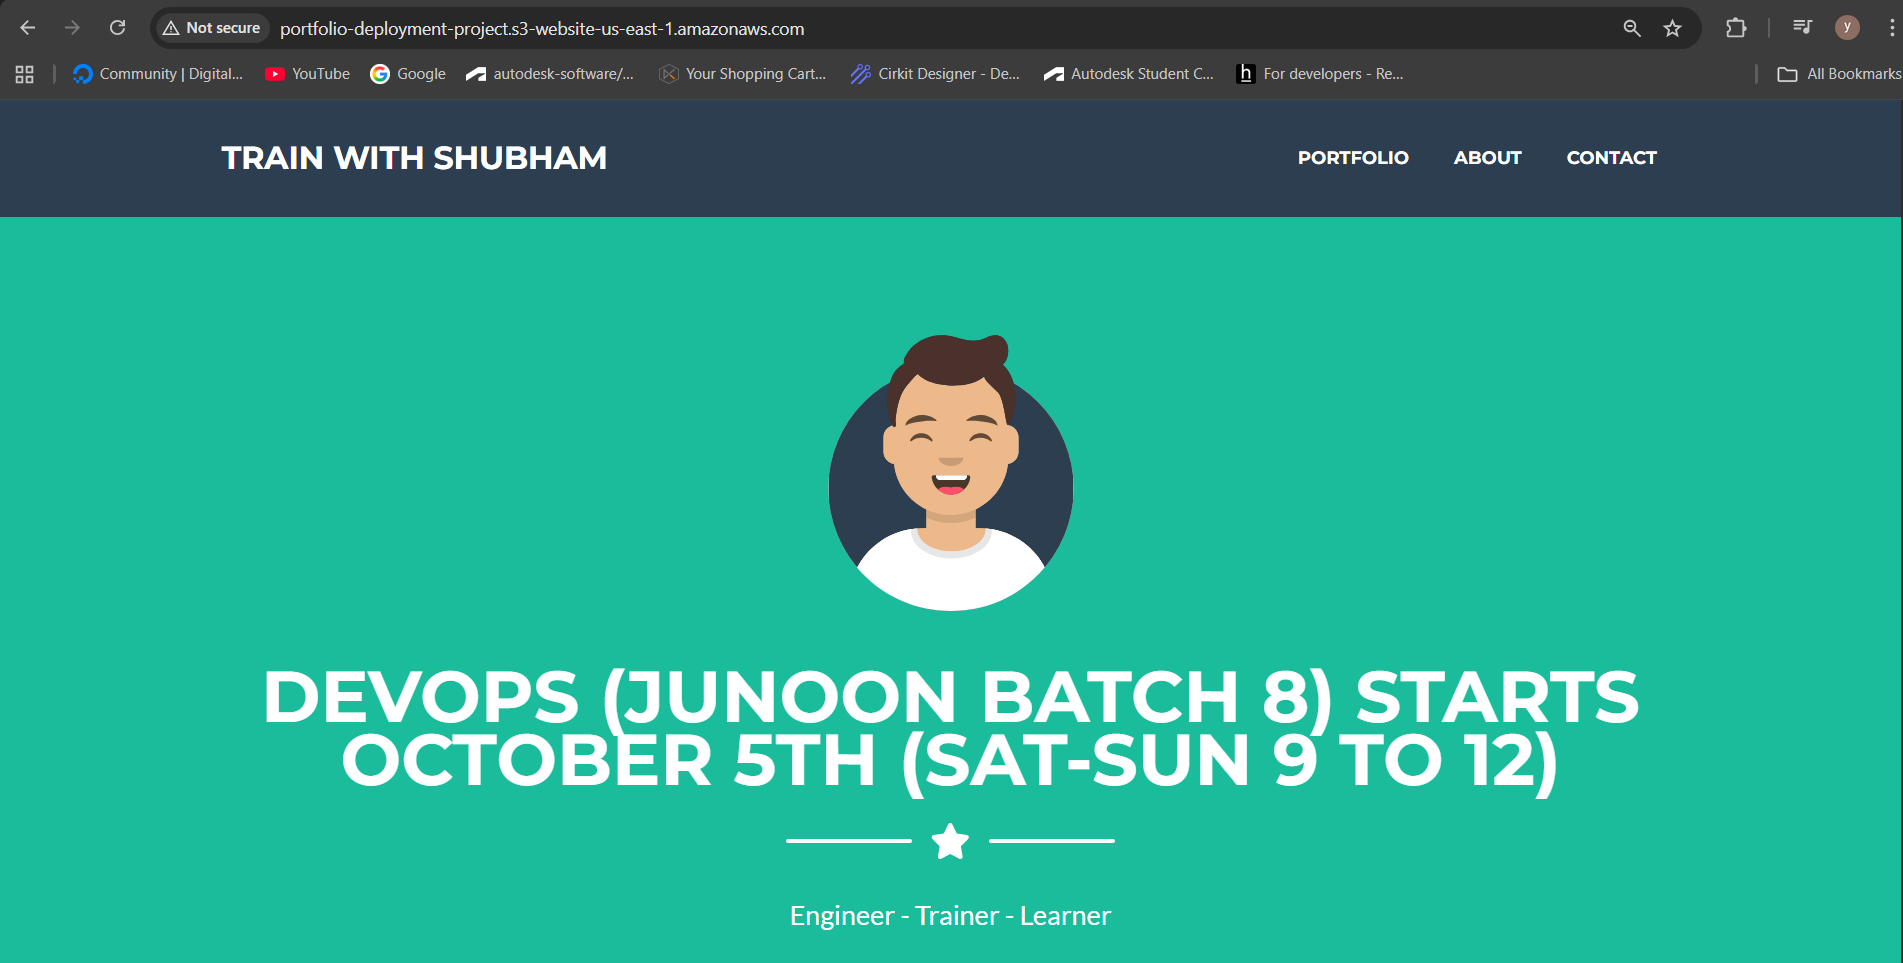 Not secure portfolio-deployment-project.s3-website-us-east-1.amazonaws.com y
Community | Digital... YouTube Google autodesk-software/... Your Shopping Cart... Cirkit Designer - De... Autodesk Student C... h For developers - Re... All Bookmarks
TRAIN WITH SHUBHAM PORTFOLIO ABOUT CONTACT
DEVOPS (JUNOON BATCH 8) STARTS
OCTOBER 5TH (SAT-SUN 9 TO 12)
Engineer - Trainer - Learner